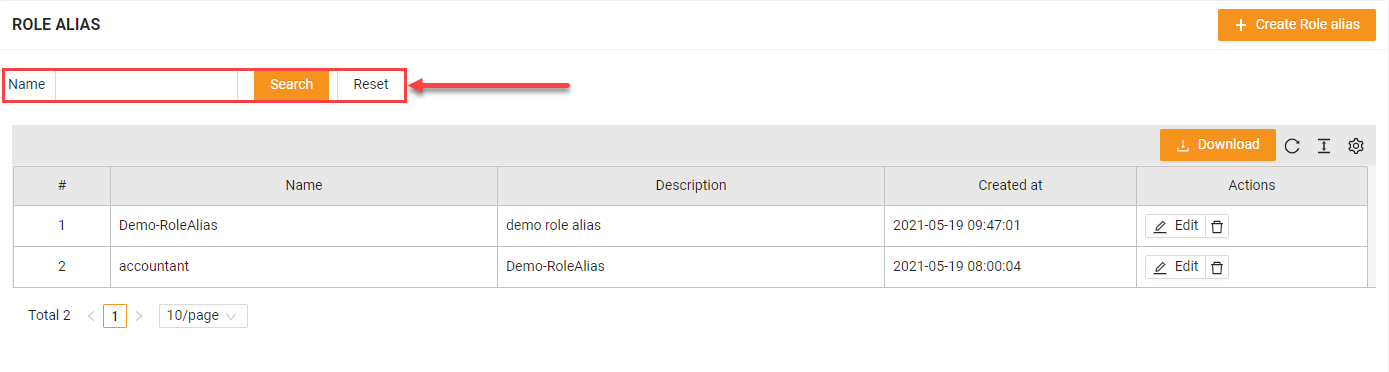 ROLE ALIAS
Create Role alias
Name Search Reset
Download
# Name Description Created at Actions
1 Demo-RoleAlias demo role alias 2021-05-19 09:47:01 Edit
2 accountant Demo-RoleAlias 2021-05-19 08:00:04 Edit
Total 2 < 1 > 10/page